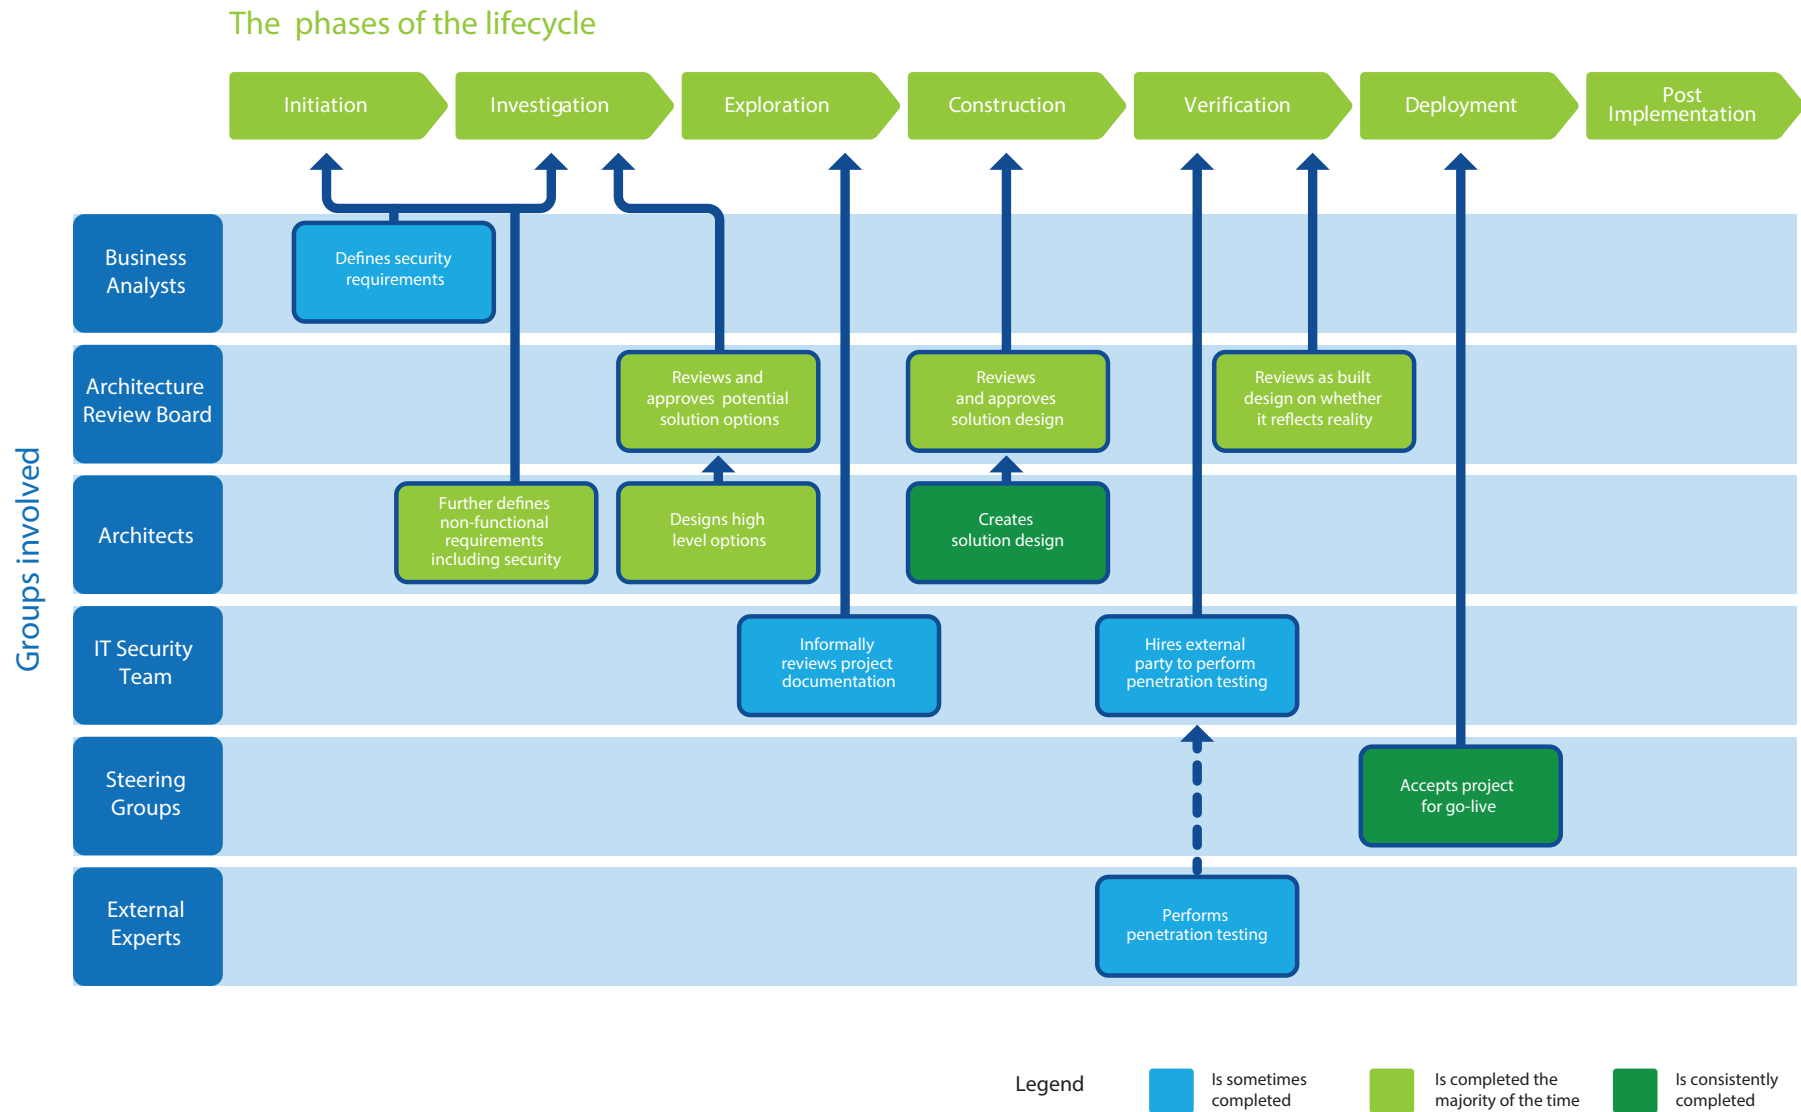 The phases of the lifecycle
Initiation
Investigation
Exploration
Construction
Verification
Deployment
Post
Implementation
Groups involved
Business
Analysts
Defines security
requirements
Architecture
Review Board
Reviews and
approves potential
solution options
Reviews
and approves
solution design
Reviews as built
design on whether
it reflects reality
Architects
Further defines
non-functional
requirements
including security
Designs high
level options
Creates
solution design
IT Security
Team
Informally
reviews project
documentation
Hires external
party to perform
penetration testing
Steering
Groups
Accepts project
for go-live
External
Experts
Performs
penetration testing
Legend
Is sometimes
completed
Is completed the
majority of the time
Is consistently
completed